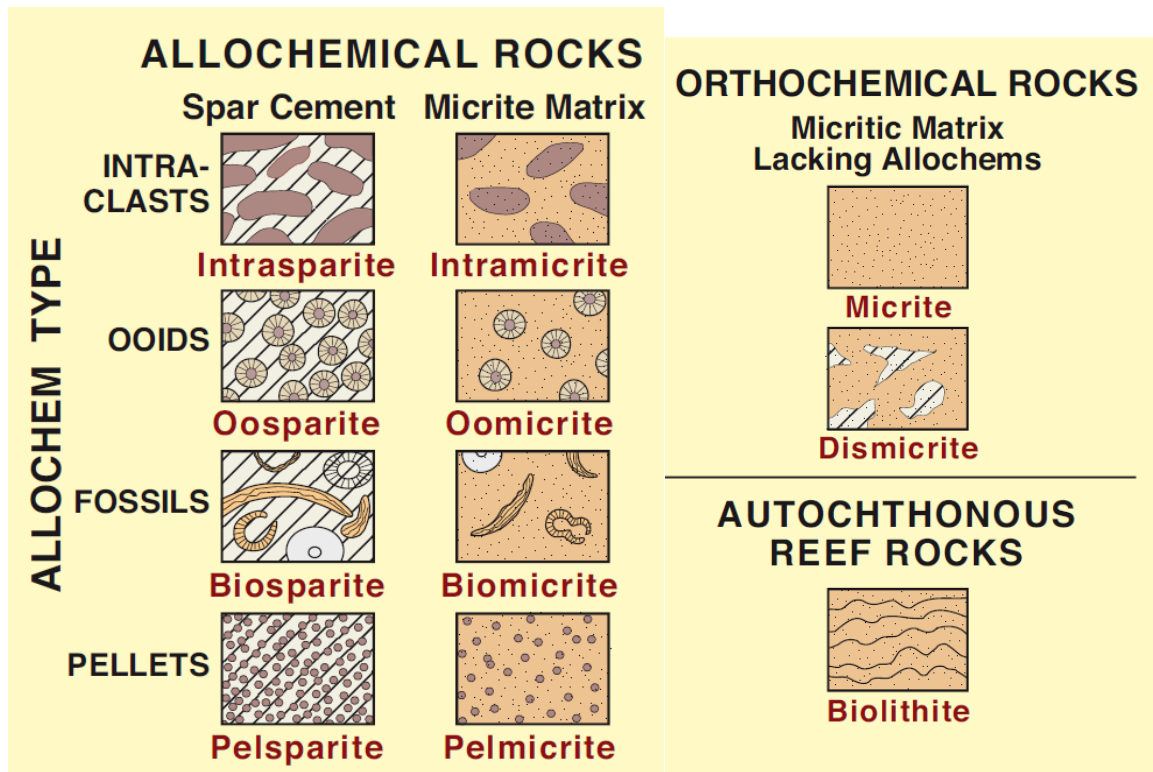 ALLOCHEMICAL ROCKS
Spar Cement
Micrite Matrix
ALLOCHEM TYPE
INTRA-
CLASTS
Intrasparite
Intramicrite
OOIDS
Oosparite
Oomicrite
FOSSILS
Biosparite
Biomicrite
PELLETS
Pelsparite
Pelmicrite
ORTHOCHEMICAL ROCKS
Micritic Matrix
Lacking Allochems
Micrite
Dismicrite
AUTOCHTHONOUS
REEF ROCKS
Biolithite